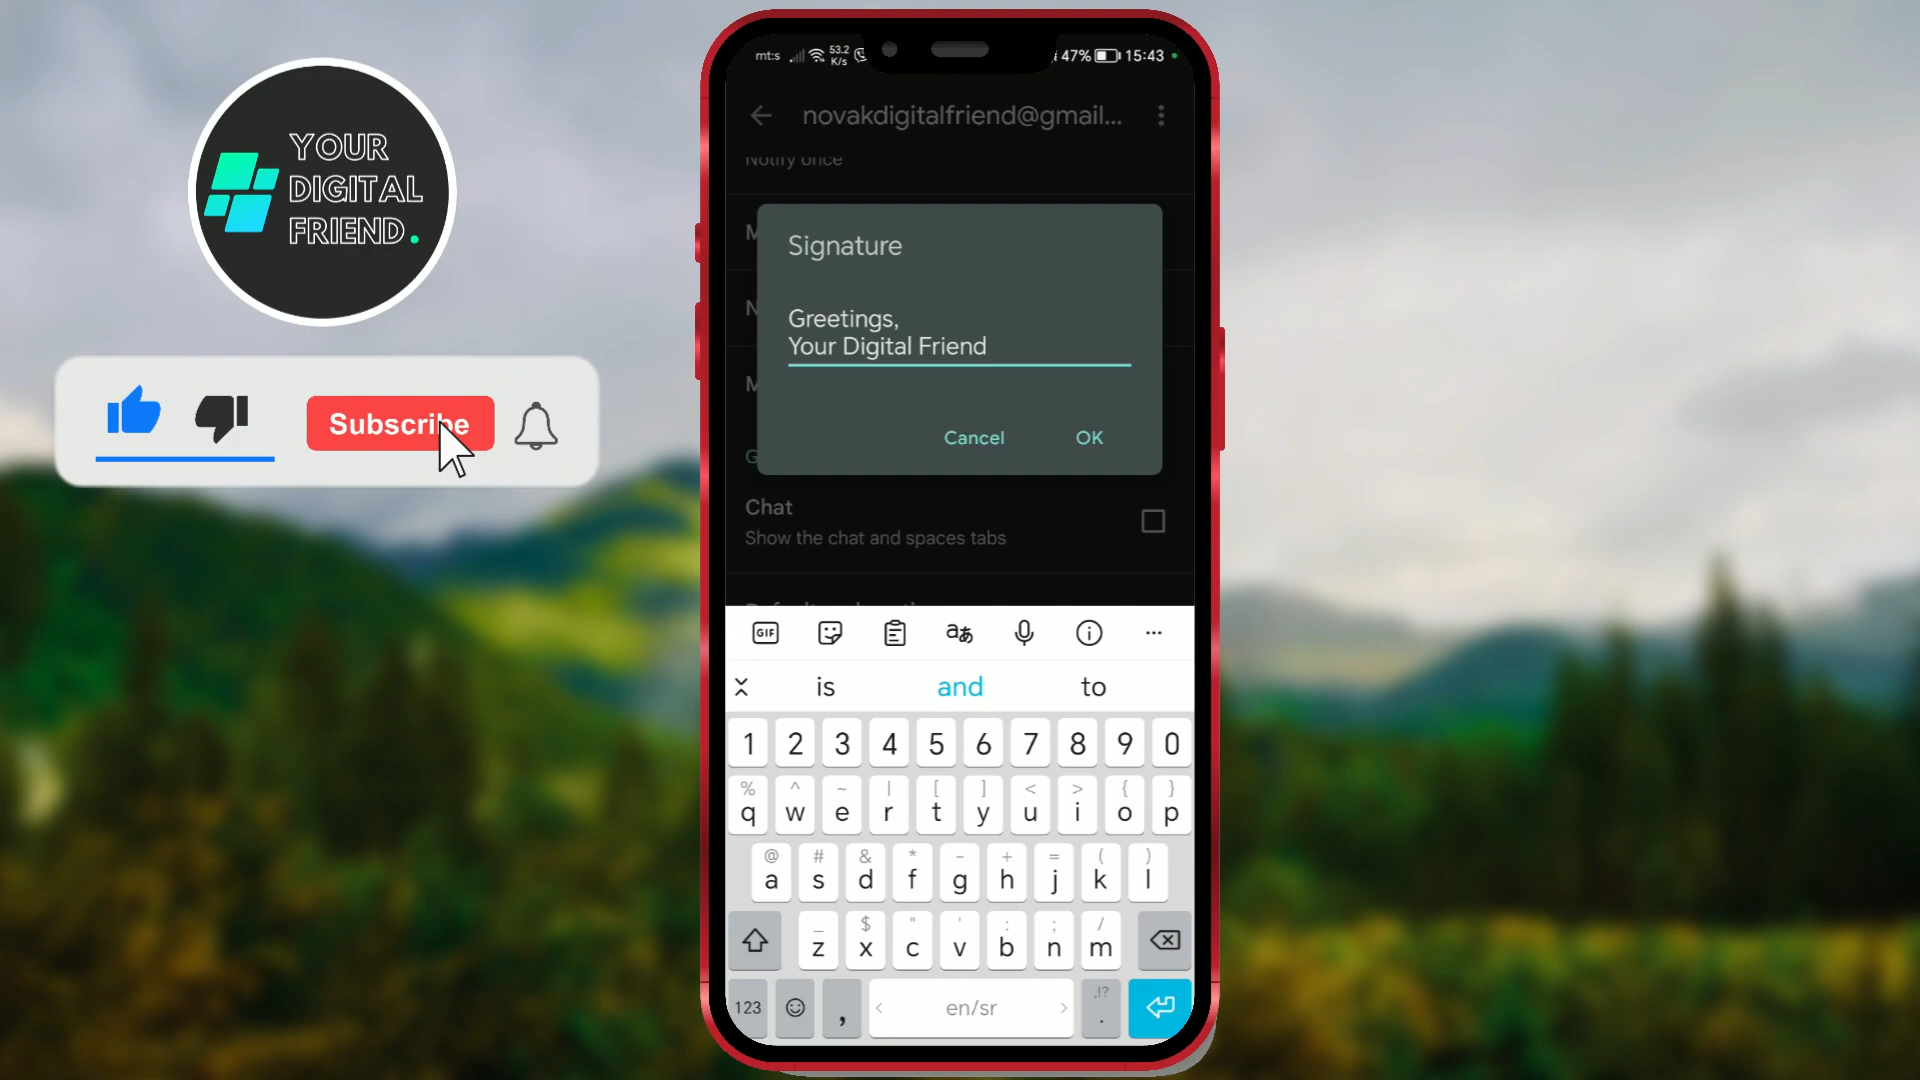 YOUR
DIGITAL
FRIEND.
Subscribe
mt:s 53.2 K/s 47% 15:43
novakdigitalfriend@gmail...
Notify once
M
N
M
G
Signature
Greetings,
Your Digital Friend
Cancel OK
Chat
Show the chat and spaces tabs
GIF
is and to
1 2 3 4 5 6 7 8 9 0
% ^ ~ | [ ] < > { }
q w e r t y u i o p
@ # & * - + = ( )
a s d f g h j k l
_ $ " ' : ; /
z x c v b n m
123 , < en/sr > ,!? .